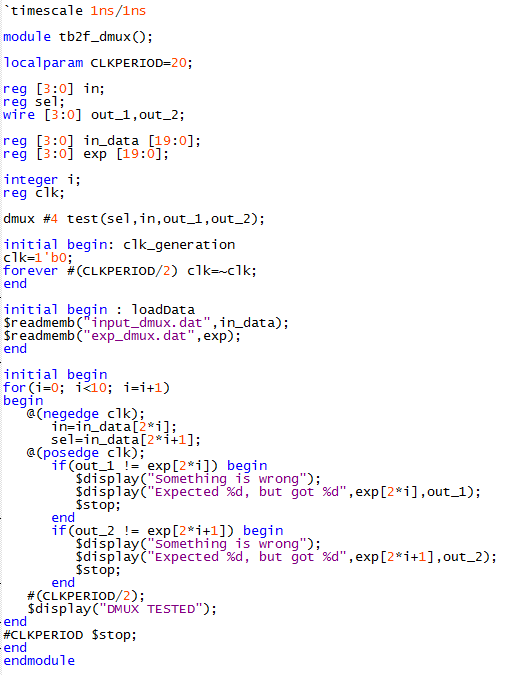 `timescale 1ns/1ns
module tb2f_dmux();
localparam CLKPERIOD=20;
reg [3:0] in;
reg sel;
wire [3:0] out_1,out_2;
reg [3:0] in_data [19:0];
reg [3:0] exp [19:0];
integer i;
reg clk;
dmux #4 test(sel,in,out_1,out_2);
initial begin: clk_generation
clk=1'b0;
forever #(CLKPERIOD/2) clk=~clk;
end
initial begin : loadData
$readmemb("input_dmux.dat",in_data);
$readmemb("exp_dmux.dat",exp);
end
initial begin
for(i=0; i<10; i=i+1)
begin
@(negedge clk);
in=in_data[2*i];
sel=in_data[2*i+1];
@(posedge clk);
if(out_1 != exp[2*i]) begin
$display("Something is wrong");
$display("Expected %d, but got %d",exp[2*i],out_1);
$stop;
end
if(out_2 != exp[2*i+1]) begin
$display("Something is wrong");
$display("Expected %d, but got %d",exp[2*i+1],out_2);
$stop;
end
#(CLKPERIOD/2);
$display("DMUX TESTED");
end
#CLKPERIOD $stop;
end
endmodule